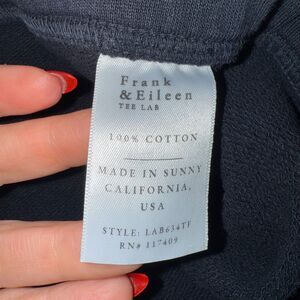 Frank
& Eileen
TEE LAB
100% COTTON
MADE IN SUNNY
CALIFORNIA,
USA
STYLE: LAB634TF
RN# 117409